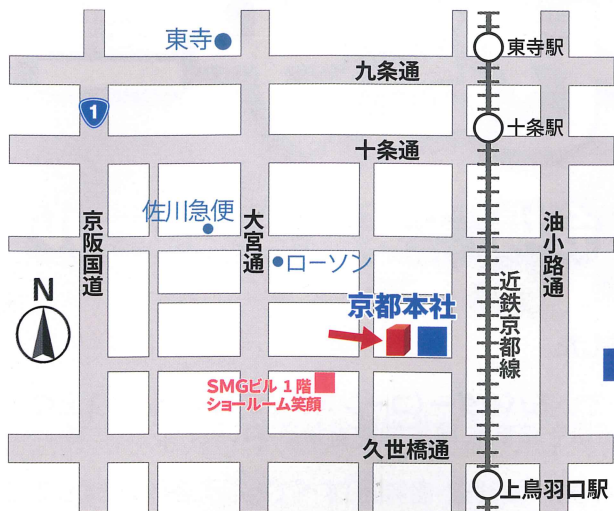 東寺
東寺駅
九条通
1
十条駅
十条通
佐川急便
京阪国道
大宮通
油小路通
ローソン
近鉄京都線
N
京都本社
SMGビル 1階
ショールーム笑顔
久世橋通
上鳥羽口駅